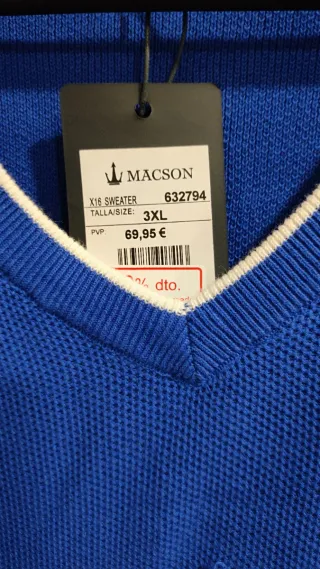 MACSON
X16 SWEATER 632794
TALLA/SIZE: 3XL
PVP 69,95 €
% dto.